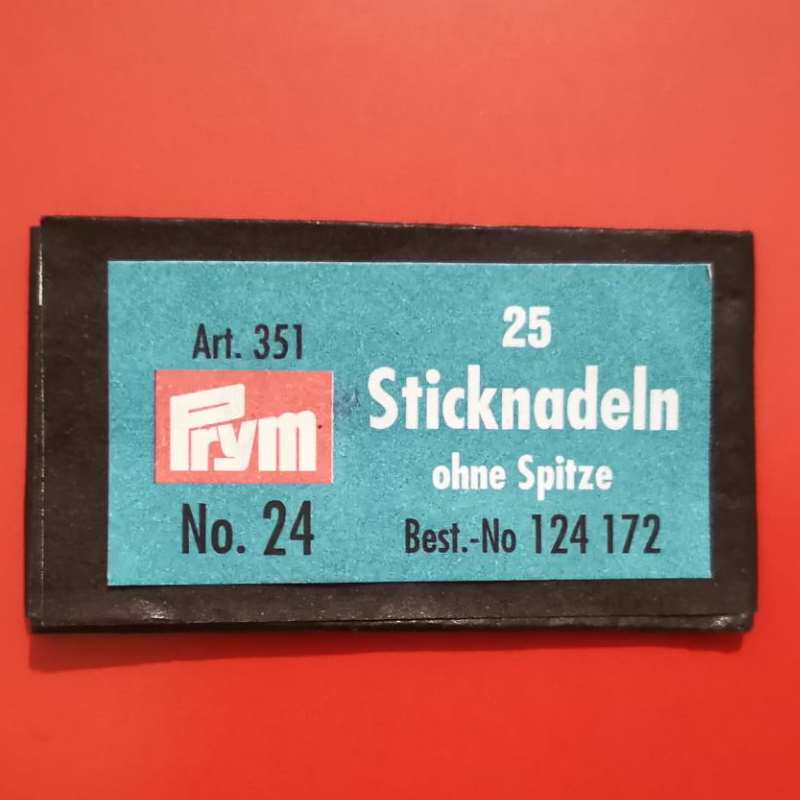 Art. 351
Prym
No. 24
25
Sticknadeln
ohne Spitze
Best.-No 124 172